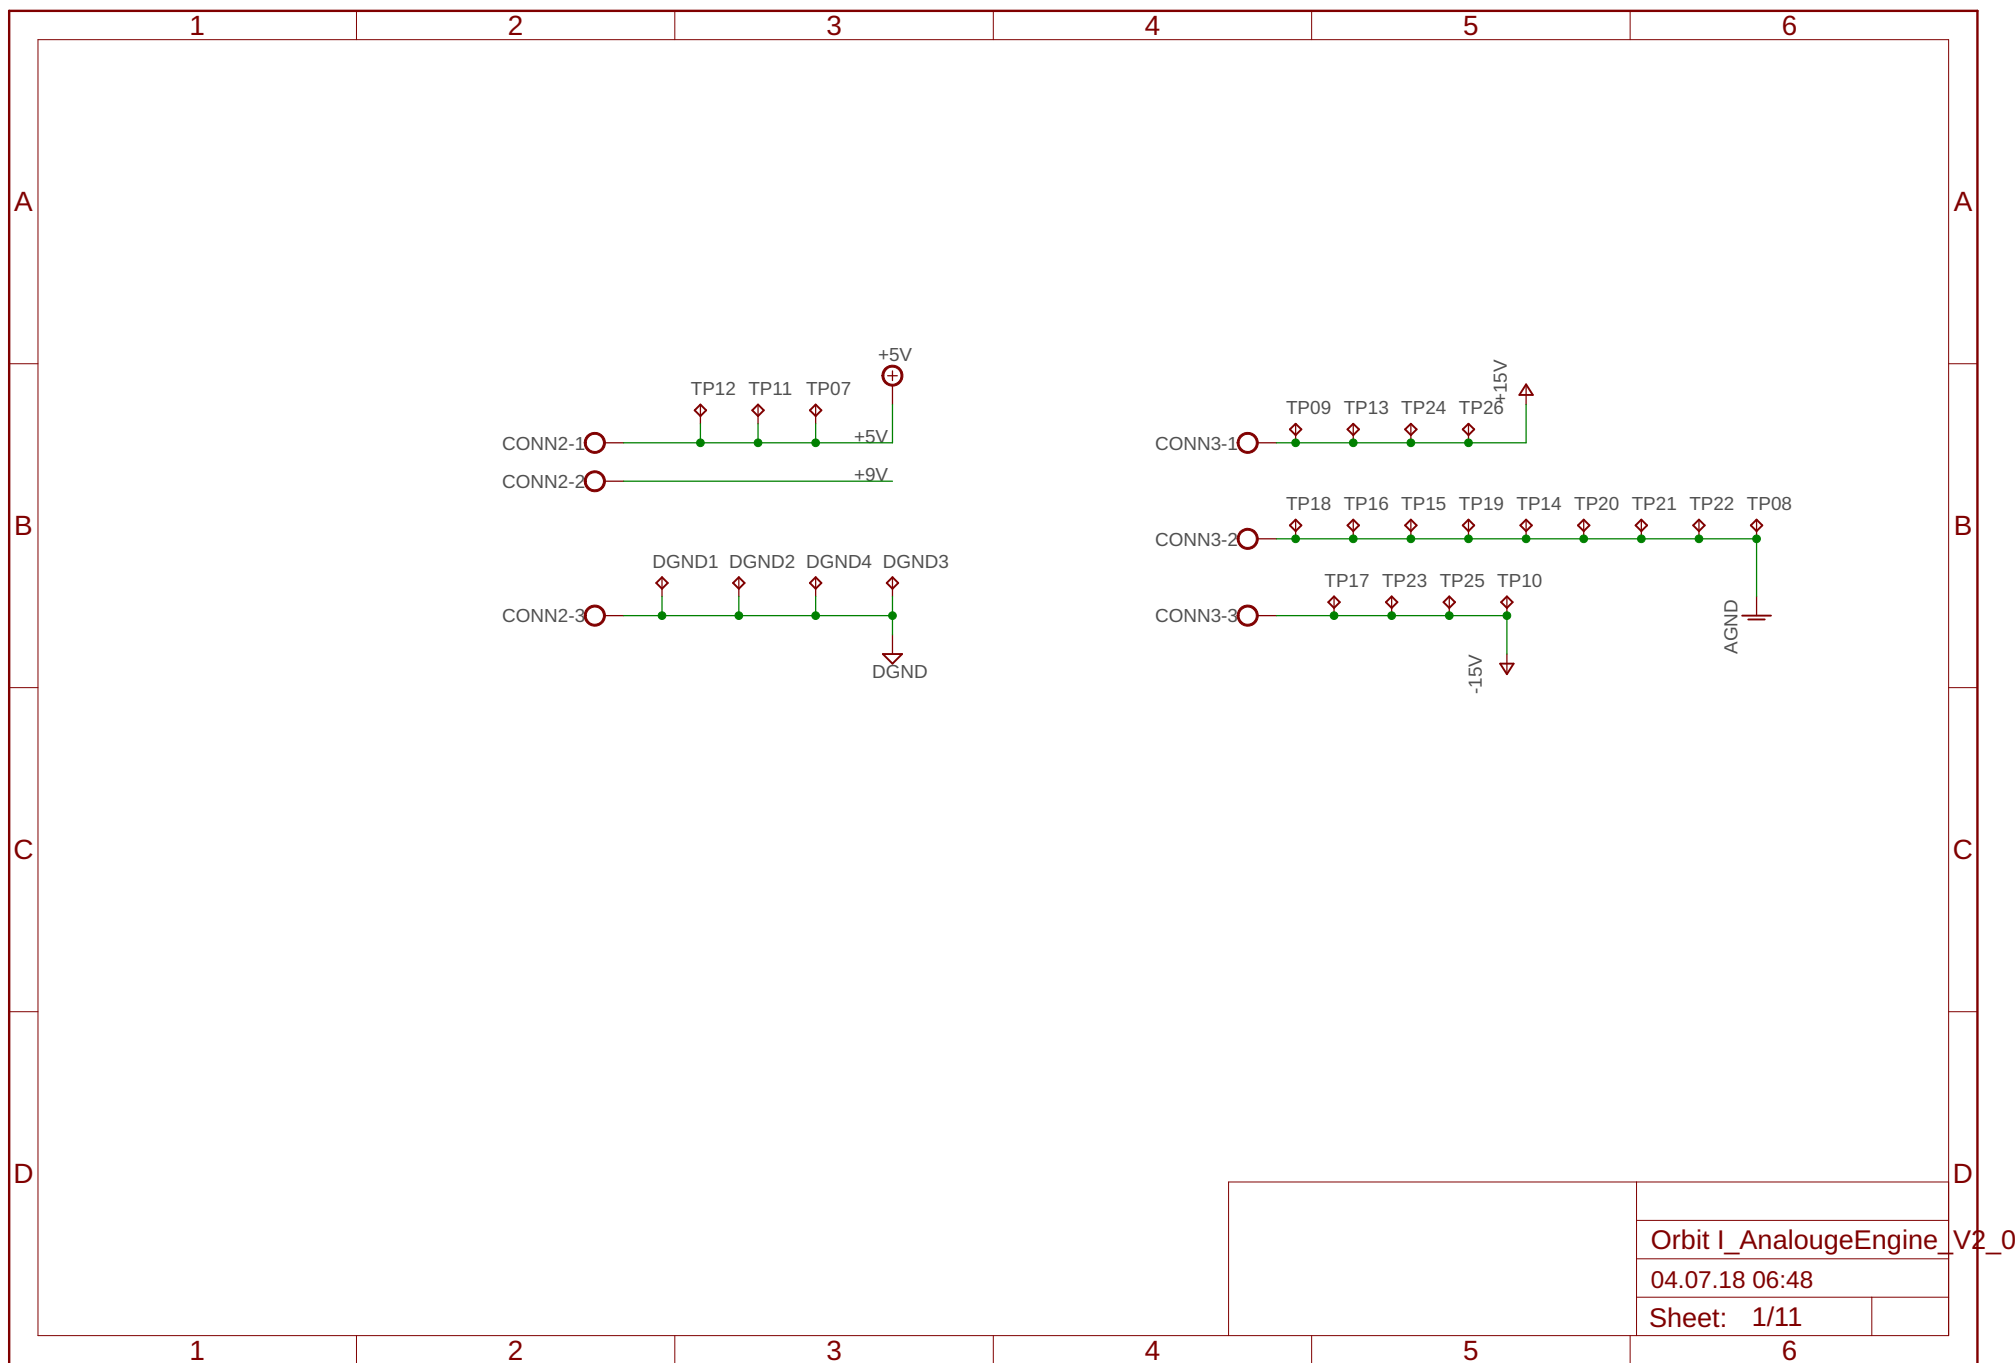 1 2 3 4 5 6
A A
+5V
TP12 TP11 TP07
CONN2-1 +5V
CONN2-2 +9V
DGND1 DGND2 DGND4 DGND3
CONN2-3
DGND
+15V
TP09 TP13 TP24 TP26
CONN3-1
TP18 TP16 TP15 TP19 TP14 TP20 TP21 TP22 TP08
CONN3-2
TP17 TP23 TP25 TP10
CONN3-3
AGND
-15V
B B
C C
D D
Orbit I_AnalougeEngine_V2_0
04.07.18 06:48
Sheet: 1/11
1 2 3 4 5 6